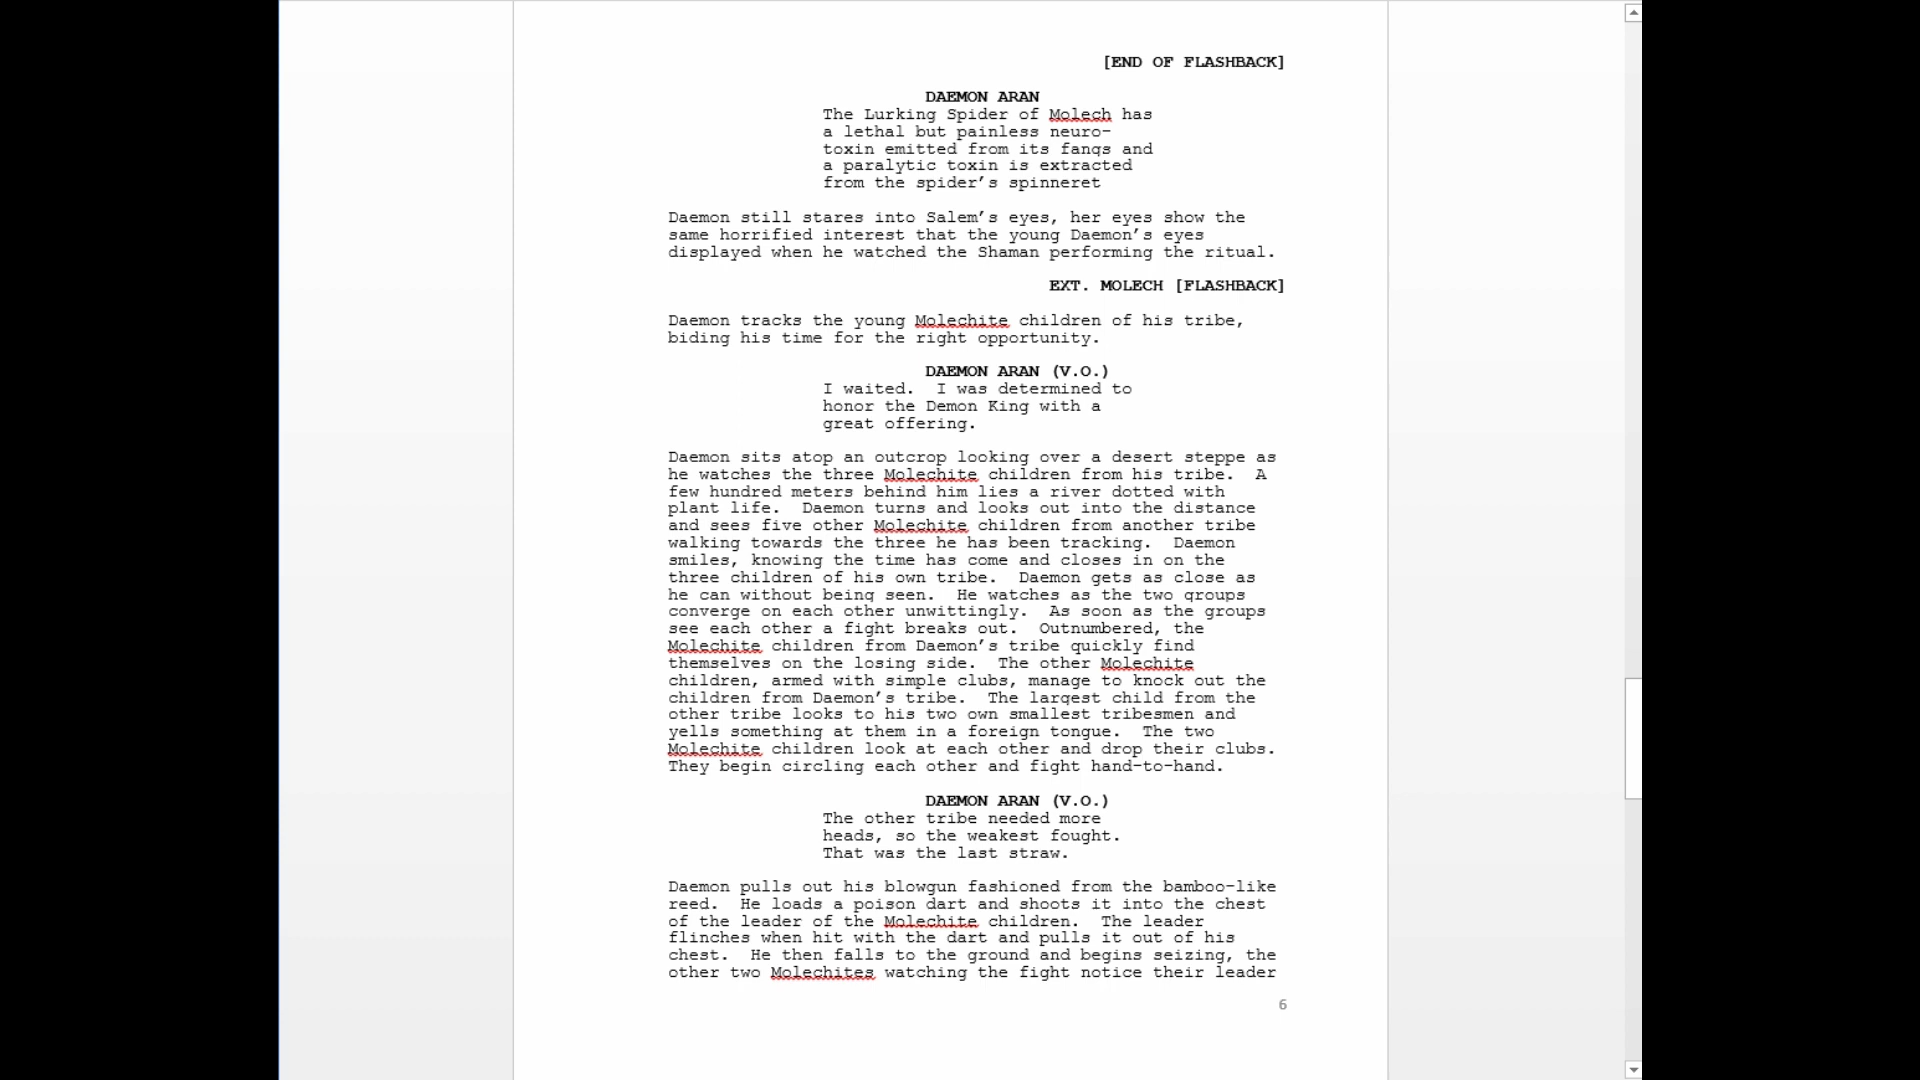 [END OF FLASHBACK]
DAEMON ARAN
The Lurking Spider of Molech has
a lethal but painless neuro-
toxin emitted from its fangs and
a paralytic toxin is extracted
from the spider's spinneret
Daemon still stares into Salem's eyes, her eyes show the
same horrified interest that the young Daemon's eyes
displayed when he watched the Shaman performing the ritual.
EXT. MOLECH [FLASHBACK]
Daemon tracks the young Molechite children of his tribe,
biding his time for the right opportunity.
DAEMON ARAN (V.O.)
I waited.  I was determined to
honor the Demon King with a
great offering.
Daemon sits atop an outcrop looking over a desert steppe as
he watches the three Molechite children from his tribe.  A
few hundred meters behind him lies a river dotted with
plant life.  Daemon turns and looks out into the distance
and sees five other Molechite children from another tribe
walking towards the three he has been tracking.  Daemon
smiles, knowing the time has come and closes in on the
three children of his own tribe.  Daemon gets as close as
he can without being seen.  He watches as the two groups
converge on each other unwittingly.  As soon as the groups
see each other a fight breaks out.  Outnumbered, the
Molechite children from Daemon's tribe quickly find
themselves on the losing side.  The other Molechite
children, armed with simple clubs, manage to knock out the
children from Daemon's tribe.  The largest child from the
other tribe looks to his two own smallest tribesmen and
yells something at them in a foreign tongue.  The two
Molechite children look at each other and drop their clubs.
They begin circling each other and fight hand-to-hand.
DAEMON ARAN (V.O.)
The other tribe needed more
heads, so the weakest fought.
That was the last straw.
Daemon pulls out his blowgun fashioned from the bamboo-like
reed.  He loads a poison dart and shoots it into the chest
of the leader of the Molechite children.  The leader
flinches when hit with the dart and pulls it out of his
chest.  He then falls to the ground and begins seizing, the
other two Molechites watching the fight notice their leader
6